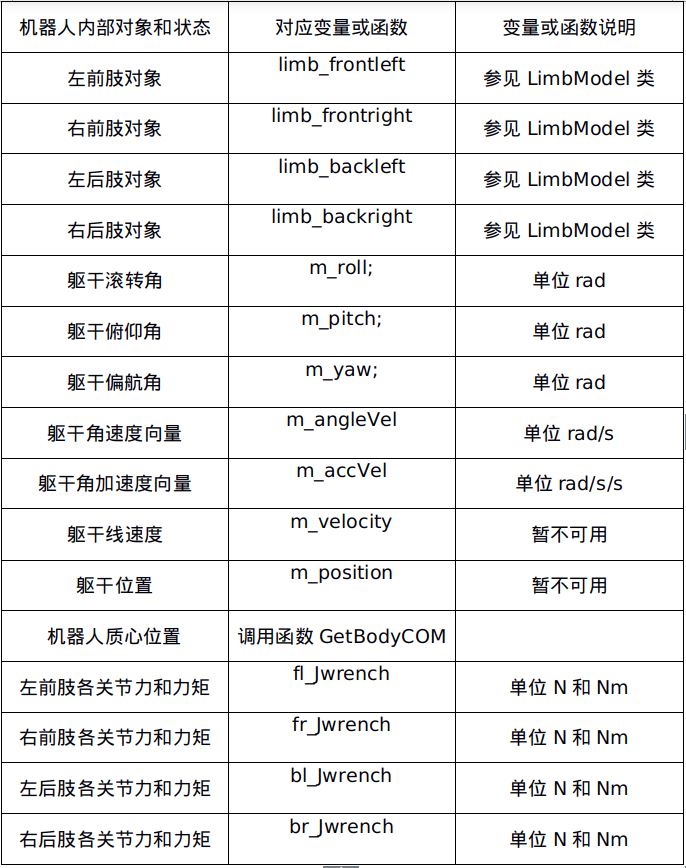 机器人内部对象和状态 对应变量或函数 变量或函数说明
左前肢对象 limb_frontleft 参见 LimbModel 类
右前肢对象 limb_frontright 参见 LimbModel 类
左后肢对象 limb_backleft 参见 LimbModel 类
右后肢对象 limb_backright 参见 LimbModel 类
躯干滚转角 m_roll; 单位 rad
躯干俯仰角 m_pitch; 单位 rad
躯干偏航角 m_yaw; 单位 rad
躯干角速度向量 m_angleVel 单位 rad/s
躯干角加速度向量 m_accVel 单位 rad/s/s
躯干线速度 m_velocity 暂不可用
躯干位置 m_position 暂不可用
机器人质心位置 调用函数 GetBodyCOM
左前肢各关节力和力矩 fl_Jwrench 单位 N 和 Nm
右前肢各关节力和力矩 fr_Jwrench 单位 N 和 Nm
左后肢各关节力和力矩 bl_Jwrench 单位 N 和 Nm
右后肢各关节力和力矩 br_Jwrench 单位 N 和 Nm